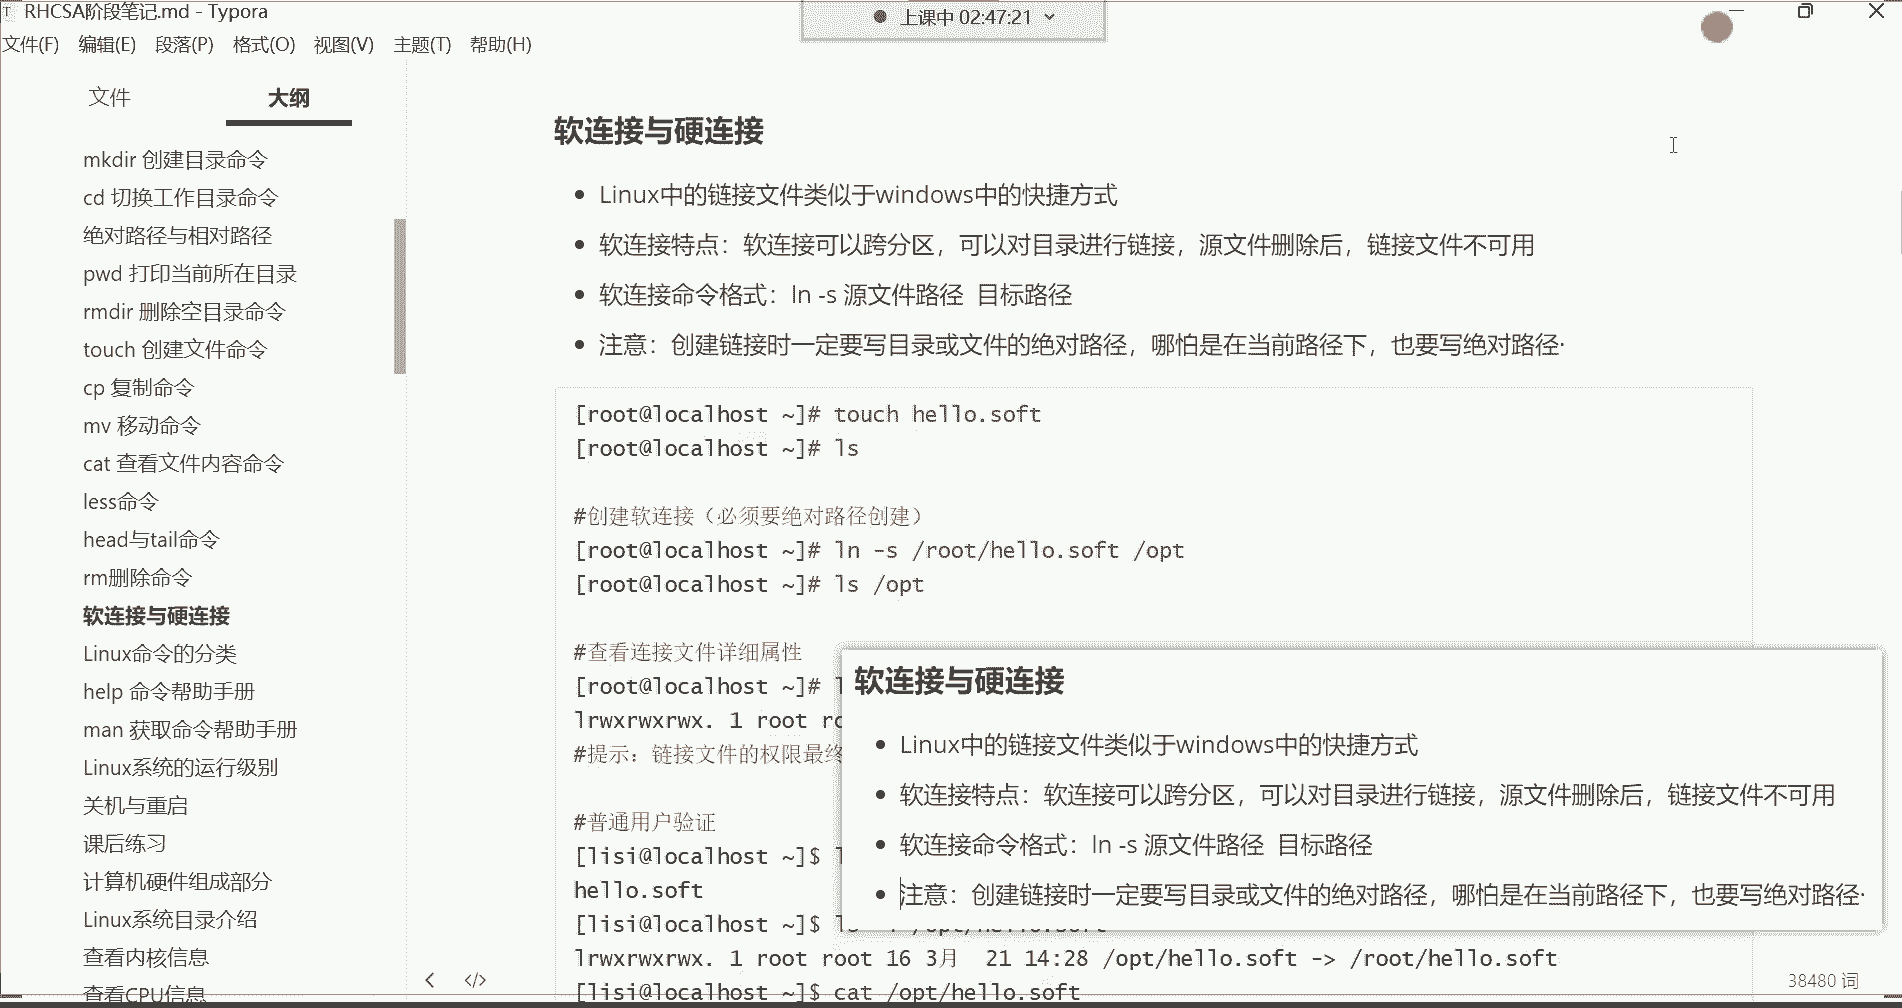 RHCSA阶段笔记.md - Typora
上课中 02:47:21
文件(F) 编辑(E) 段落(P) 格式(O) 视图(V) 主题(T) 帮助(H)
文件 大纲
mkdir 创建目录命令
cd 切换工作目录命令
绝对路径与相对路径
pwd 打印当前所在目录
rmdir 删除空目录命令
touch 创建文件命令
cp 复制命令
mv 移动命令
cat 查看文件内容命令
less命令
head与tail命令
rm删除命令
软连接与硬连接
Linux命令的分类
help 命令帮助手册
man 获取命令帮助手册
Linux系统的运行级别
关机与重启
课后练习
计算机硬件组成部分
Linux系统目录介绍
查看内核信息
查看CPU信息
软连接与硬连接
Linux中的链接文件类似于windows中的快捷方式
软连接特点：软连接可以跨分区，可以对目录进行链接，源文件删除后，链接文件不可用
软连接命令格式：ln -s 源文件路径 目标路径
注意：创建链接时一定要写目录或文件的绝对路径，哪怕是在当前路径下，也要写绝对路径·
[root@localhost ~]# touch hello.soft
[root@localhost ~]# ls
#创建软连接（必须要绝对路径创建）
[root@localhost ~]# ln -s /root/hello.soft /opt
[root@localhost ~]# ls /opt
#查看连接文件详细属性
[root@localhost ~]#
lrwxrwxrwx. 1 root
#提示：链接文件的权限最终
#普通用户验证
[lisi@localhost ~]$
hello.soft
[lisi@localhost ~]$
lrwxrwxrwx. 1 root root 16 3月 21 14:28 /opt/hello.soft -> /root/hello.soft
[lisi@localhost ~]$ cat /opt/hello.soft
软连接与硬连接
Linux中的链接文件类似于windows中的快捷方式
软连接特点：软连接可以跨分区，可以对目录进行链接，源文件删除后，链接文件不可用
软连接命令格式：ln -s 源文件路径 目标路径
注意：创建链接时一定要写目录或文件的绝对路径，哪怕是在当前路径下，也要写绝对路径·
38480 词